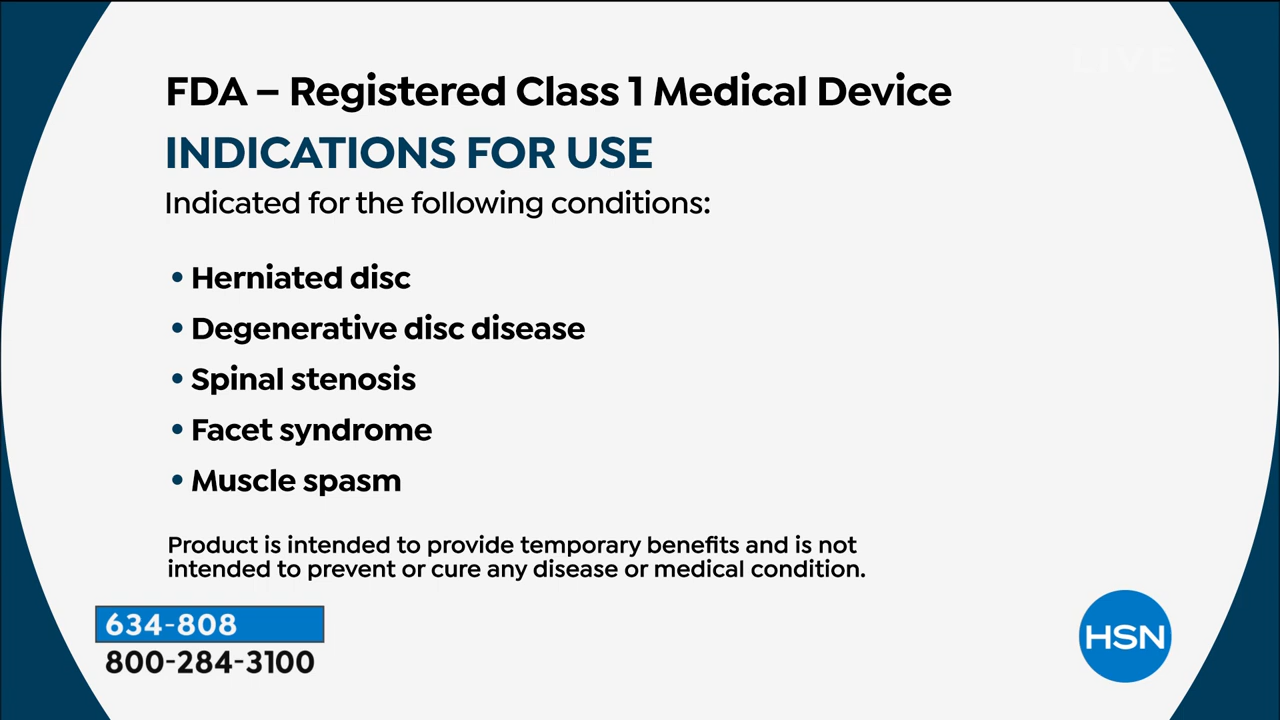 LIVE
FDA – Registered Class 1 Medical Device
INDICATIONS FOR USE
Indicated for the following conditions:
• Herniated disc
• Degenerative disc disease
• Spinal stenosis
• Facet syndrome
• Muscle spasm
Product is intended to provide temporary benefits and is not
intended to prevent or cure any disease or medical condition.
634-808
800-284-3100
HSN